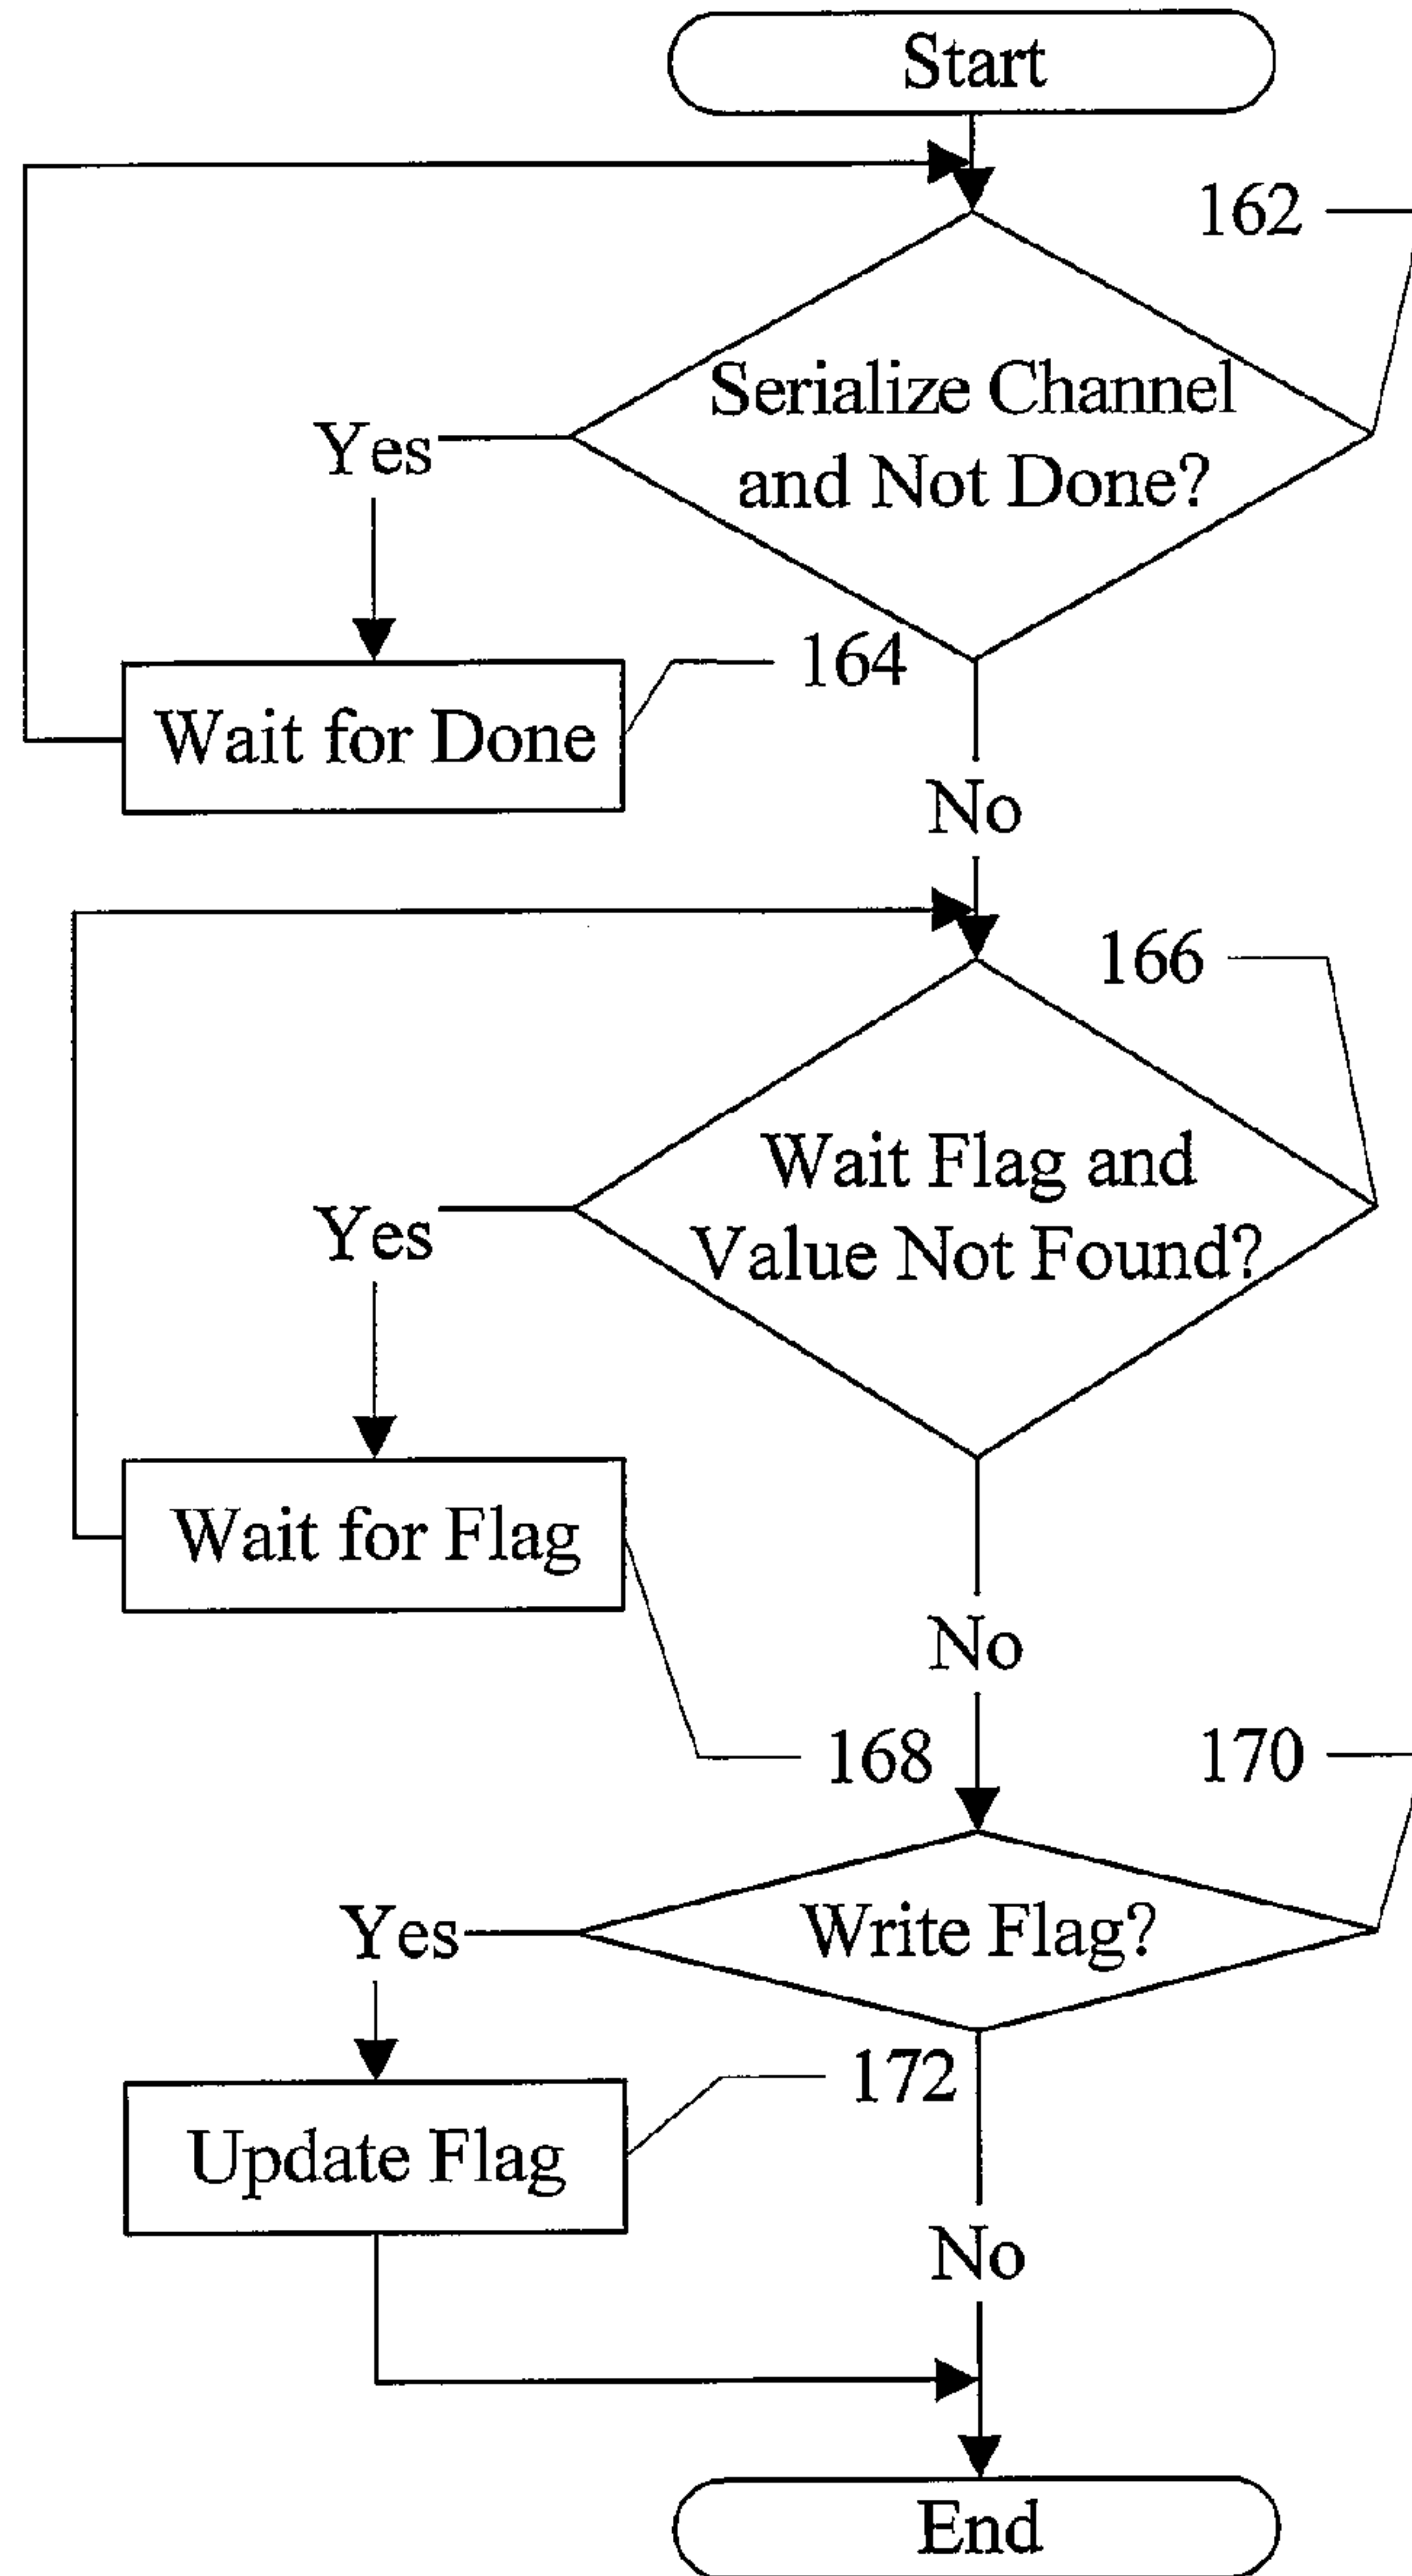 Start
162
Serialize Channel
and Not Done?
Yes
164
Wait for Done
No
166
Wait Flag and
Value Not Found?
Yes
Wait for Flag
No
168
170
Write Flag?
Yes
172
Update Flag
No
End